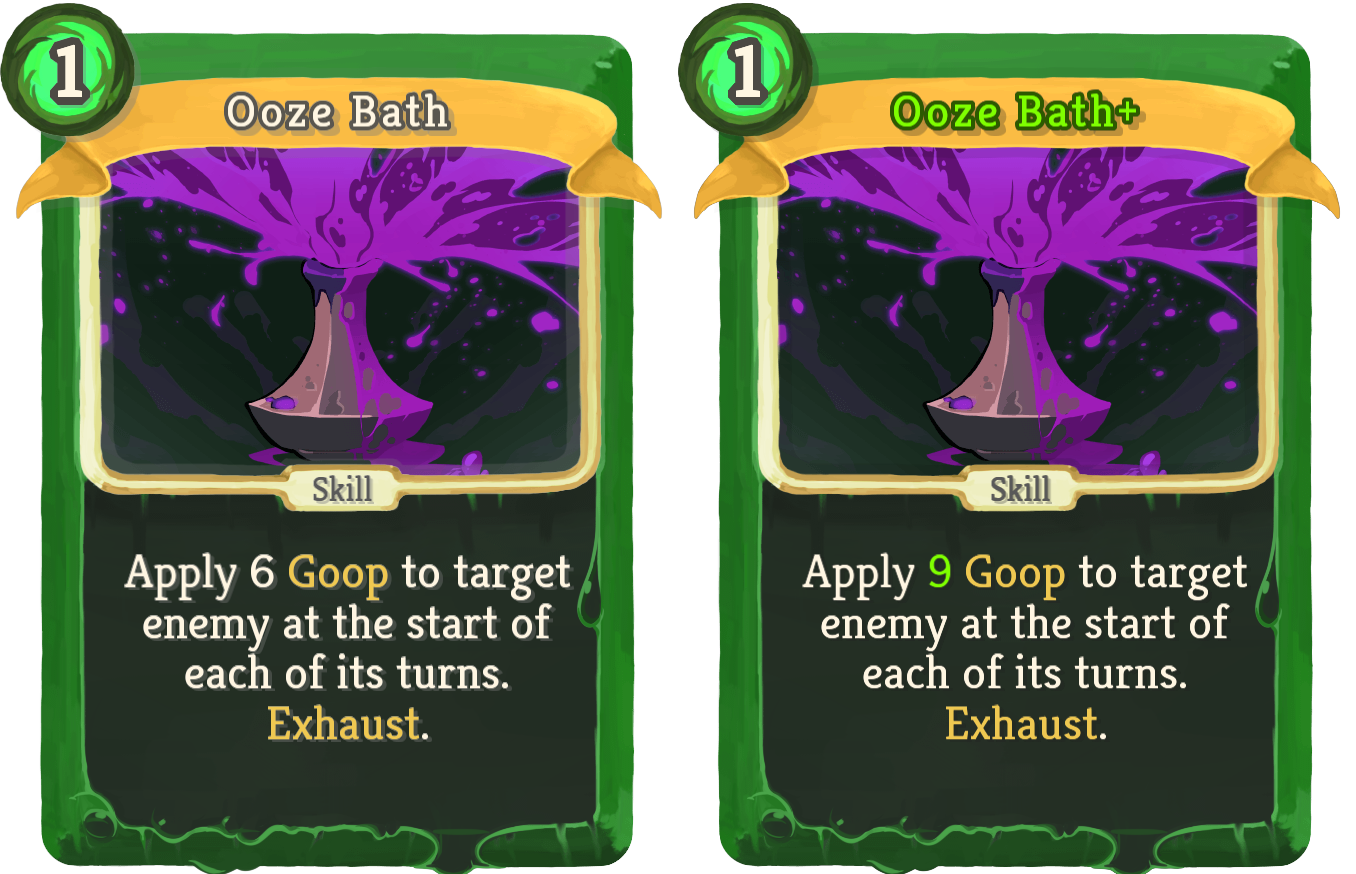 1
Ooze Bath
Skill
Apply 6 Goop to target
enemy at the start of
each of its turns.
Exhaust.
1
Ooze Bath+
Skill
Apply 9 Goop to target
enemy at the start of
each of its turns.
Exhaust.